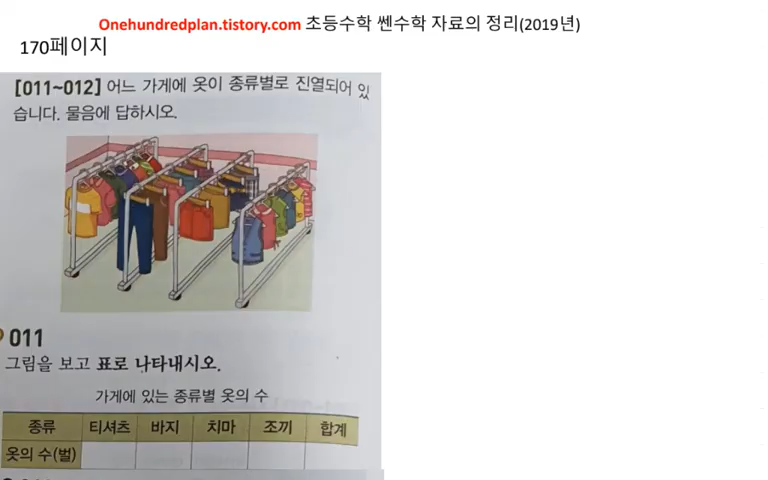 Onehundredplan.tistory.com 초등수학 쎈수학 자료의 정리(2019년)
170페이지
[011~012] 어느 가게에 옷이 종류별로 진열되어 있
습니다. 물음에 답하시오.
011
그림을 보고 표로 나타내시오.
가게에 있는 종류별 옷의 수
종류 티셔츠 바지 치마 조끼 합계
옷의 수(벌)